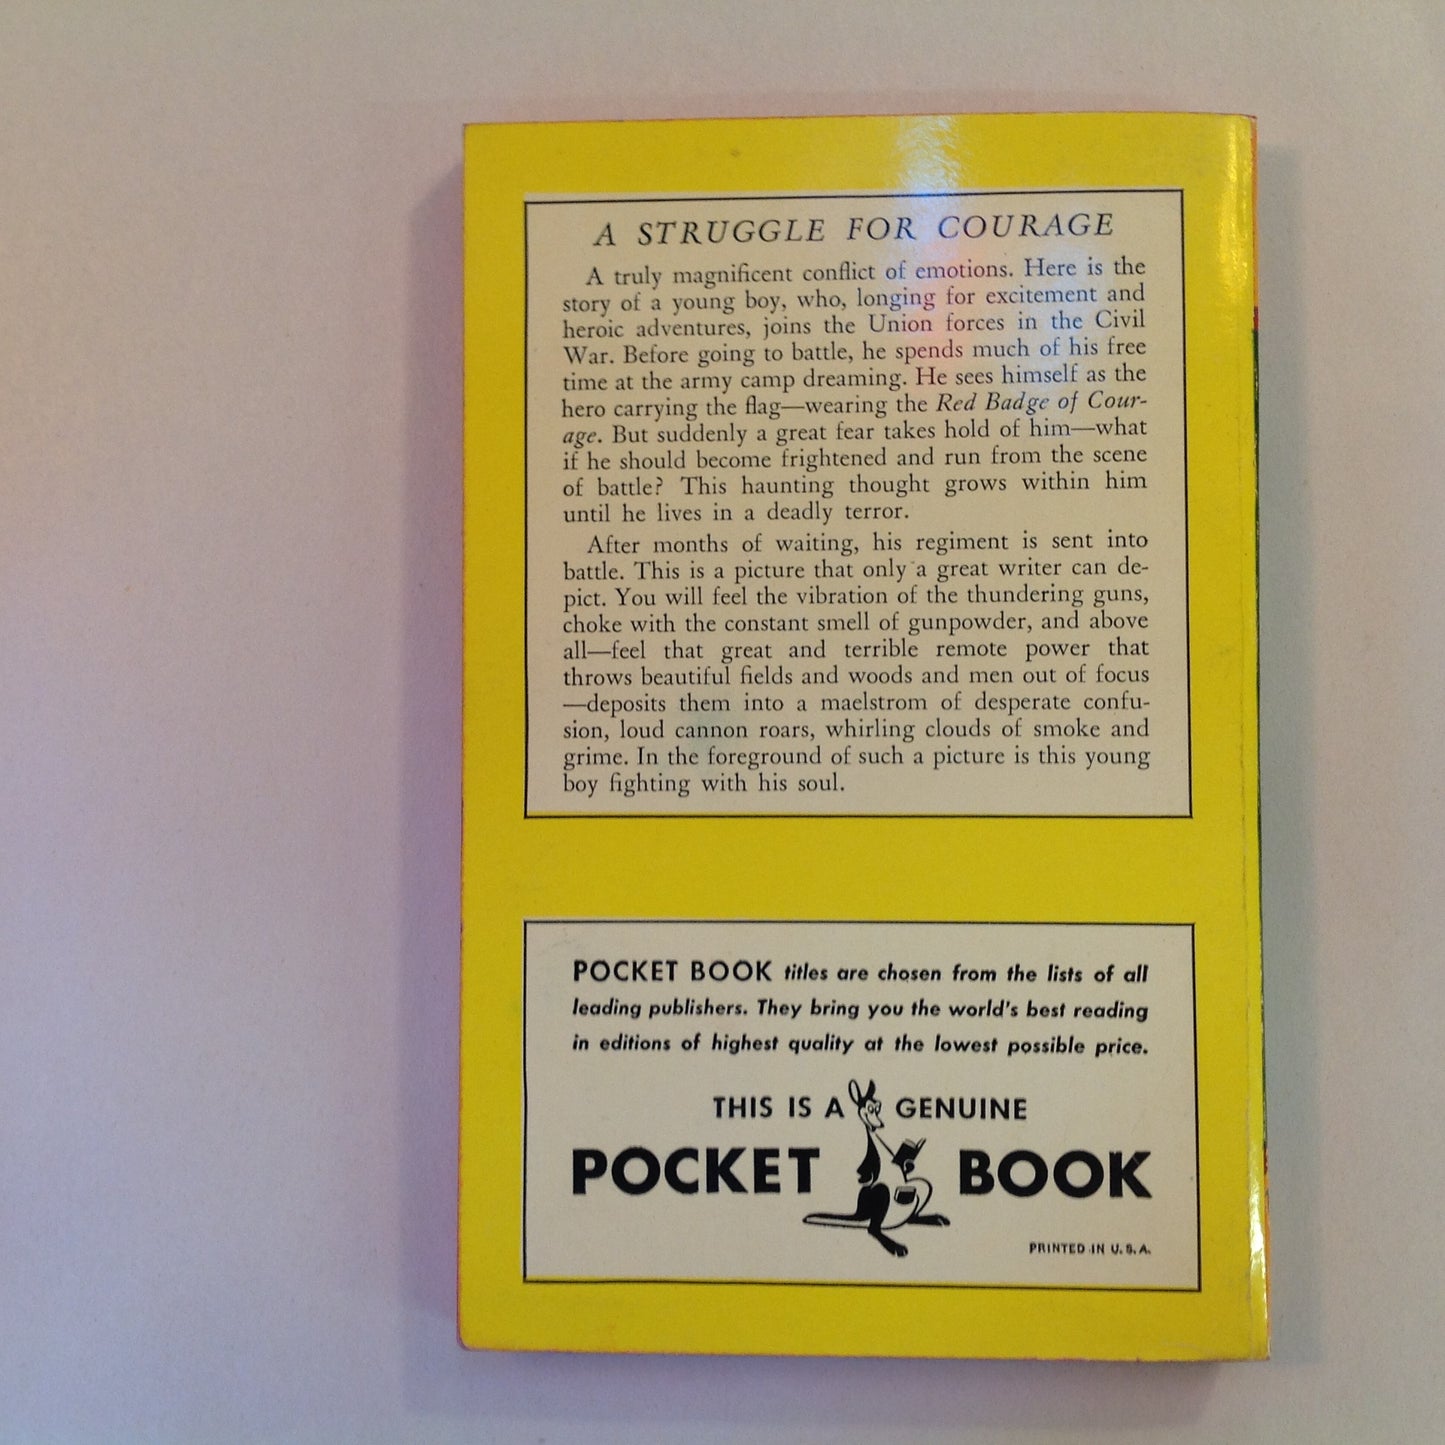 A STRUGGLE FOR COURAGE
A truly magnificent conflict of emotions. Here is the
story of a young boy, who, longing for excitement and
heroic adventures, joins the Union forces in the Civil
War. Before going to battle, he spends much of his free
time at the army camp dreaming. He sees himself as the
hero carrying the flag—wearing the Red Badge of Cour-
age. But suddenly a great fear takes hold of him—what
if he should become frightened and run from the scene
of battle? This haunting thought grows within him
until he lives in a deadly terror.
After months of waiting, his regiment is sent into
battle. This is a picture that only a great writer can de-
pict. You will feel the vibration of the thundering guns,
choke with the constant smell of gunpowder, and above
all—feel that great and terrible remote power that
throws beautiful fields and woods and men out of focus
—deposits them into a maelstrom of desperate confu-
sion, loud cannon roars, whirling clouds of smoke and
grime. In the foreground of such a picture is this young
boy fighting with his soul.
POCKET BOOK titles are chosen from the lists of all
leading publishers. They bring you the world's best reading
in editions of highest quality at the lowest possible price.
THIS IS A GENUINE
POCKET BOOK
PRINTED IN U. S. A.